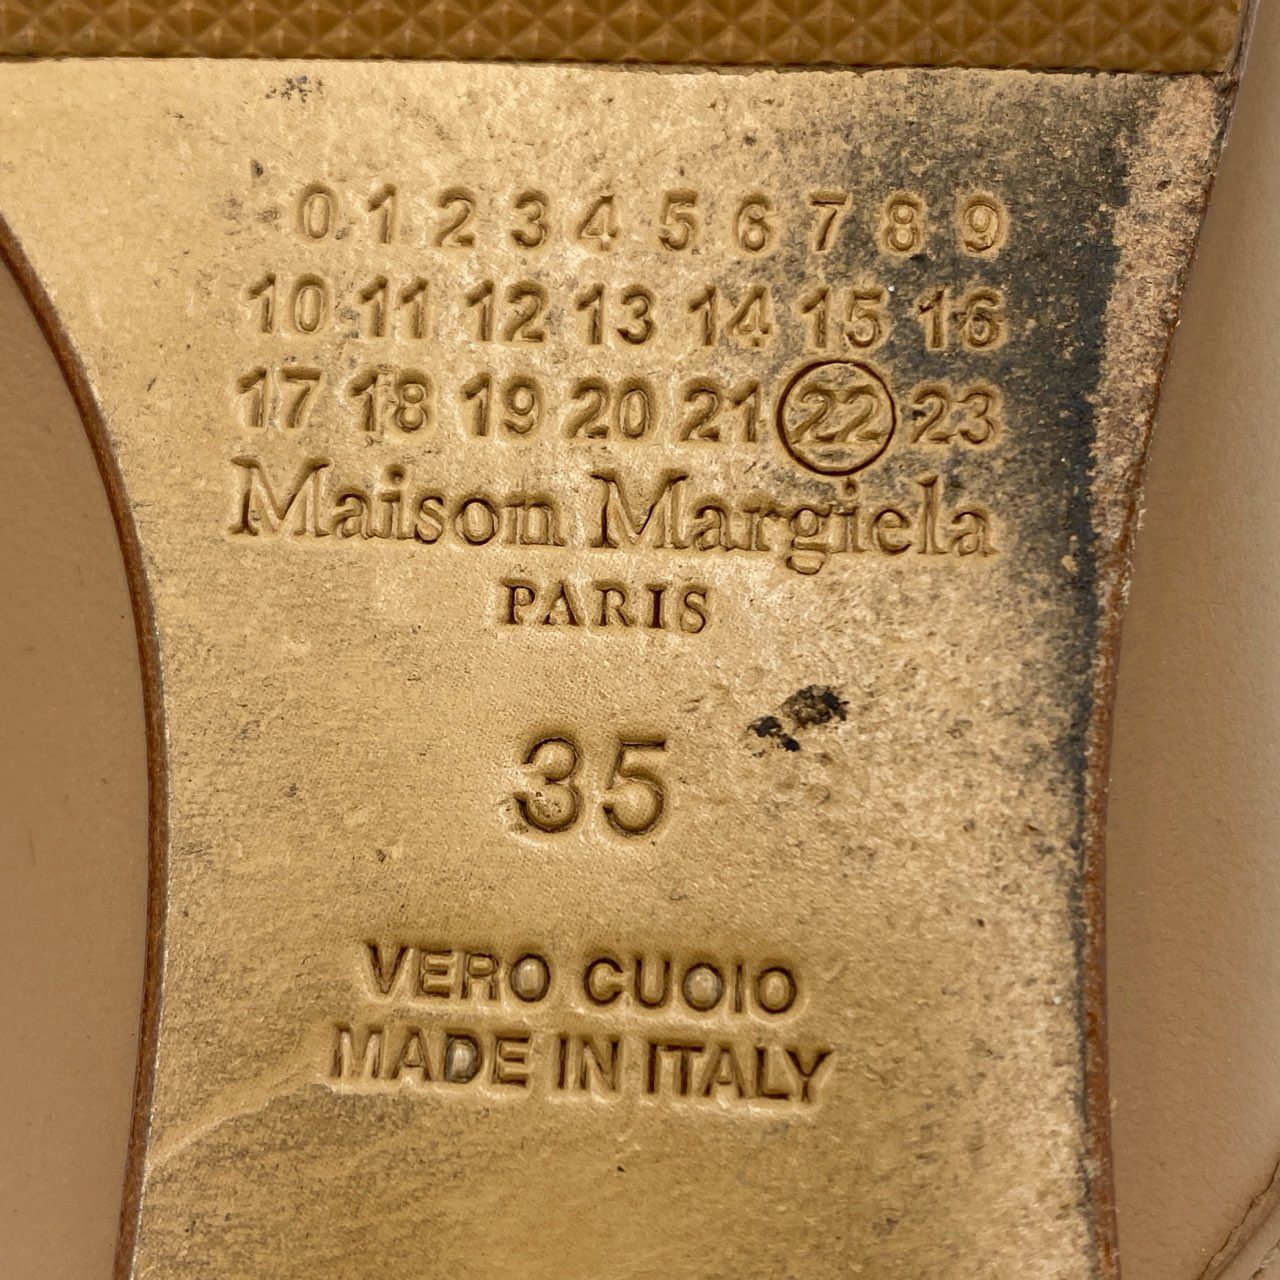 0 1 2 3 4 5 6 7 8 9
10 11 12 13 14 15 16
17 18 19 20 21 22 23
Maison Margiela
PARIS
35
VERO CUOIO
MADE IN ITALY